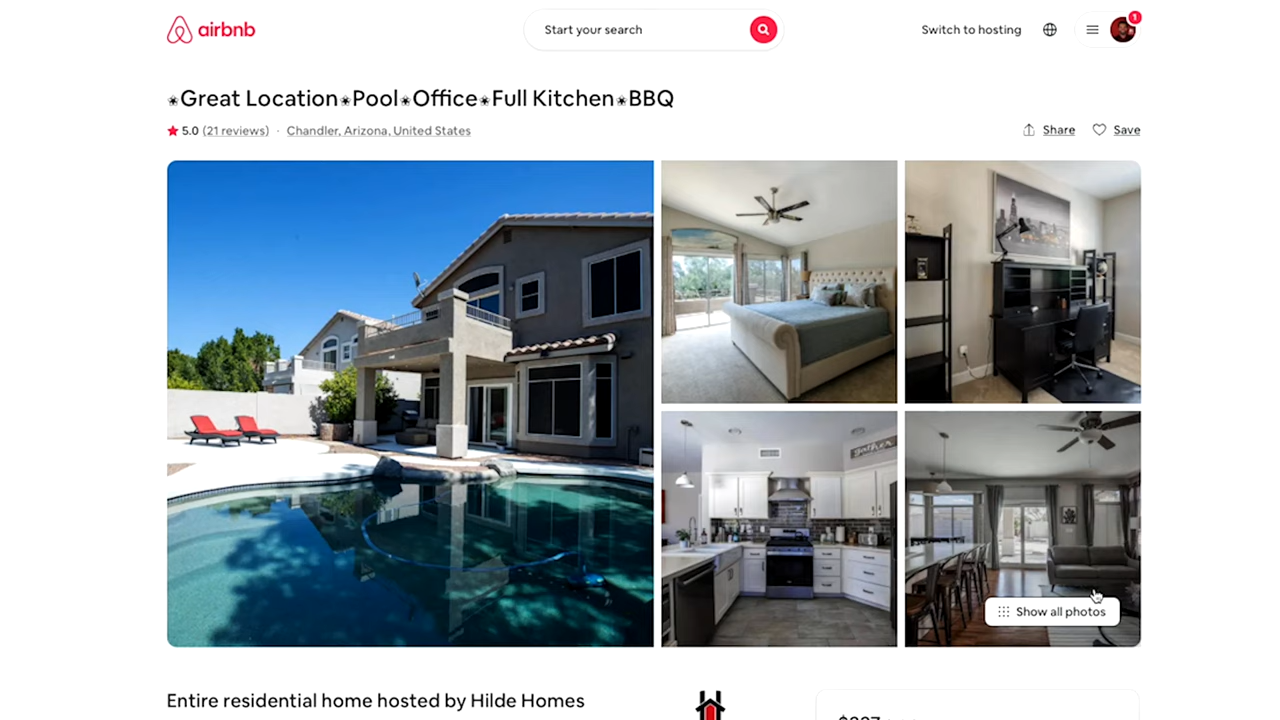 airbnb
Start your search
Switch to hosting
1
✴Great Location✴Pool✴Office✴Full Kitchen✴BBQ
5.0 (21 reviews) · Chandler, Arizona, United States
Share
Save
gather
Show all photos
Entire residential home hosted by Hilde Homes